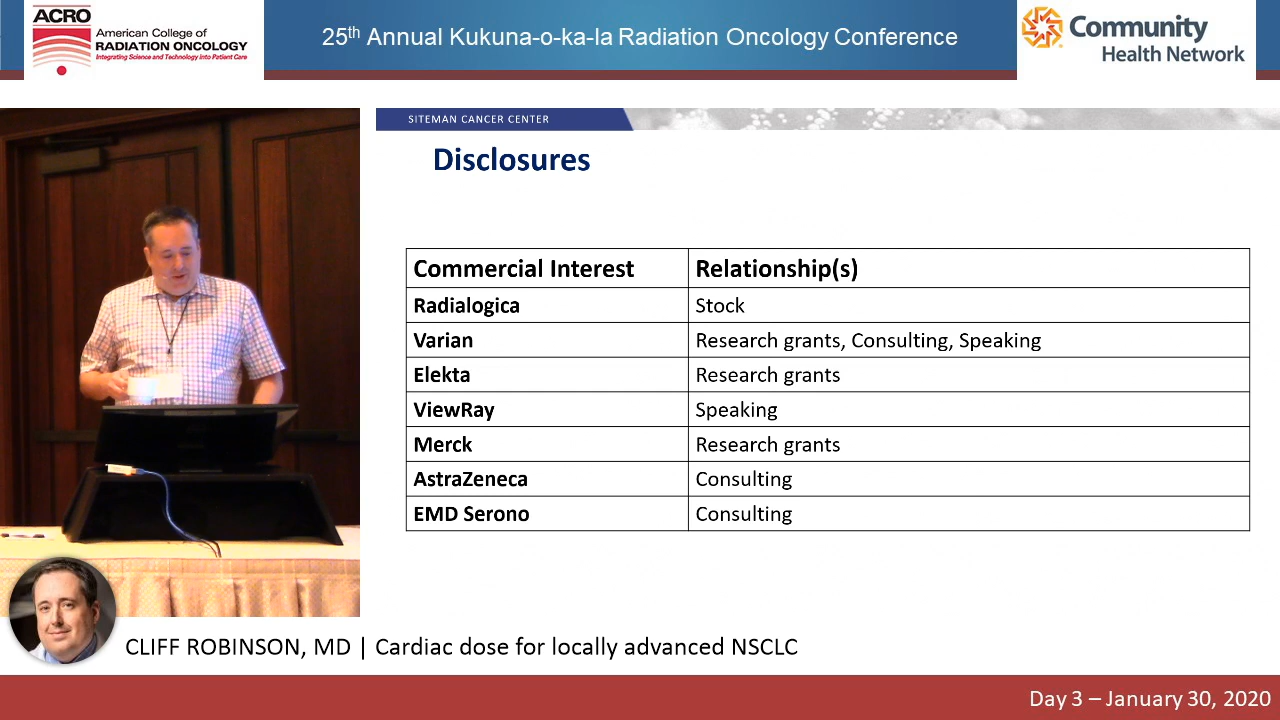 ACRO
American College of
RADIATION ONCOLOGY
Integrating Science and Technology Into Patient Care
25th Annual Kukuna-o-ka-la Radiation Oncology Conference
Community
Health Network
SITEMAN CANCER CENTER
Disclosures
Commercial Interest Relationship(s)
Radialogica Stock
Varian Research grants, Consulting, Speaking
Elekta Research grants
ViewRay Speaking
Merck Research grants
AstraZeneca Consulting
EMD Serono Consulting
CLIFF ROBINSON, MD | Cardiac dose for locally advanced NSCLC
Day 3 – January 30, 2020